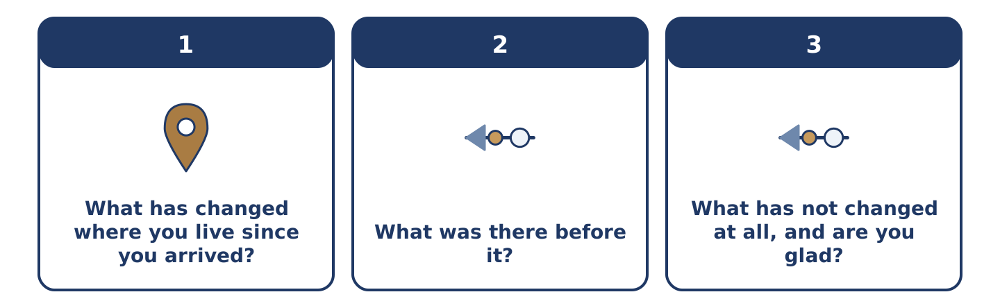 1
What has changed
where you live since
you arrived?
2
What was there before
it?
3
What has not changed
at all, and are you
glad?